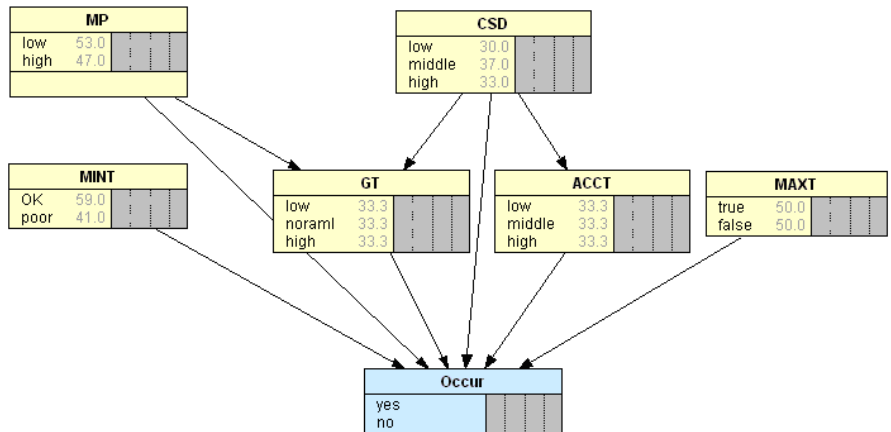 MP
low 53.0
high 47.0
CSD
low 30.0
middle 37.0
high 33.0
MINT
OK 59.0
poor 41.0
GT
low 33.3
noraml 33.3
high 33.3
ACCT
low 33.3
middle 33.3
high 33.3
MAXT
true 50.0
false 50.0
Occur
yes
no